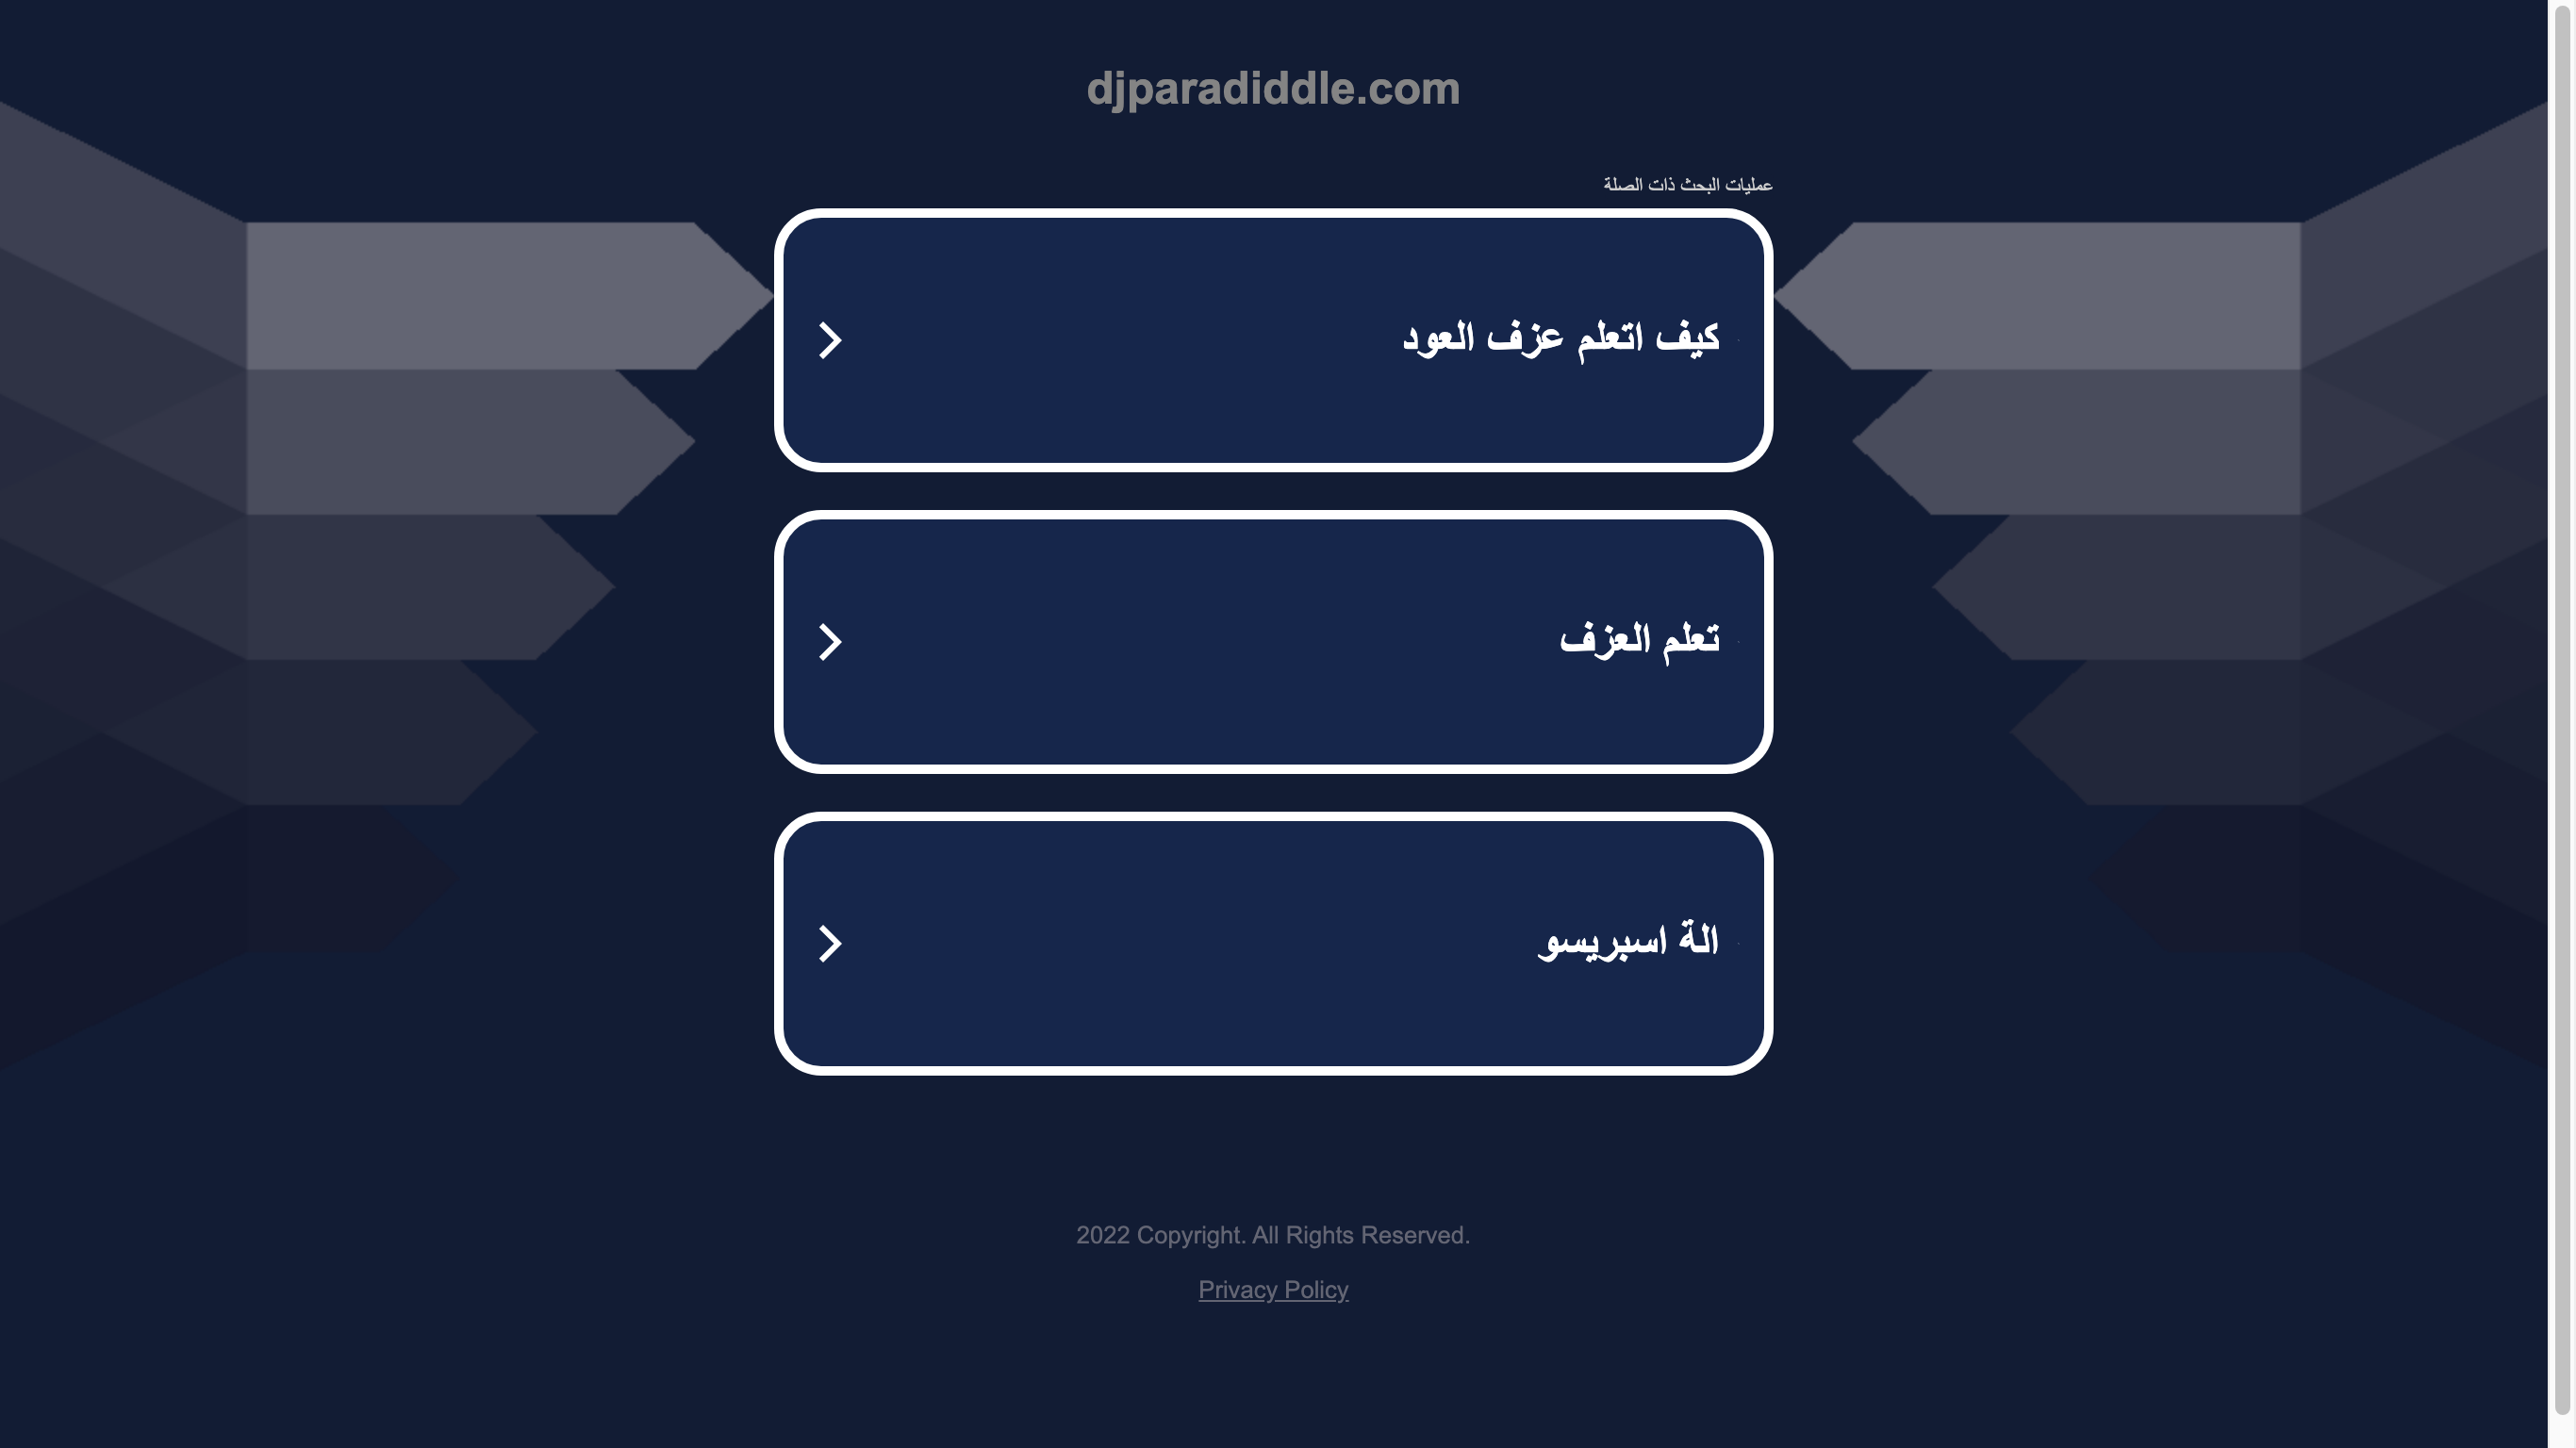 djparadiddle.com
عمليات البحث ذات الصلة
كيف اتعلم عزف العود
تعلم العزف
الة اسبريسو
2022 Copyright. All Rights Reserved.
Privacy Policy